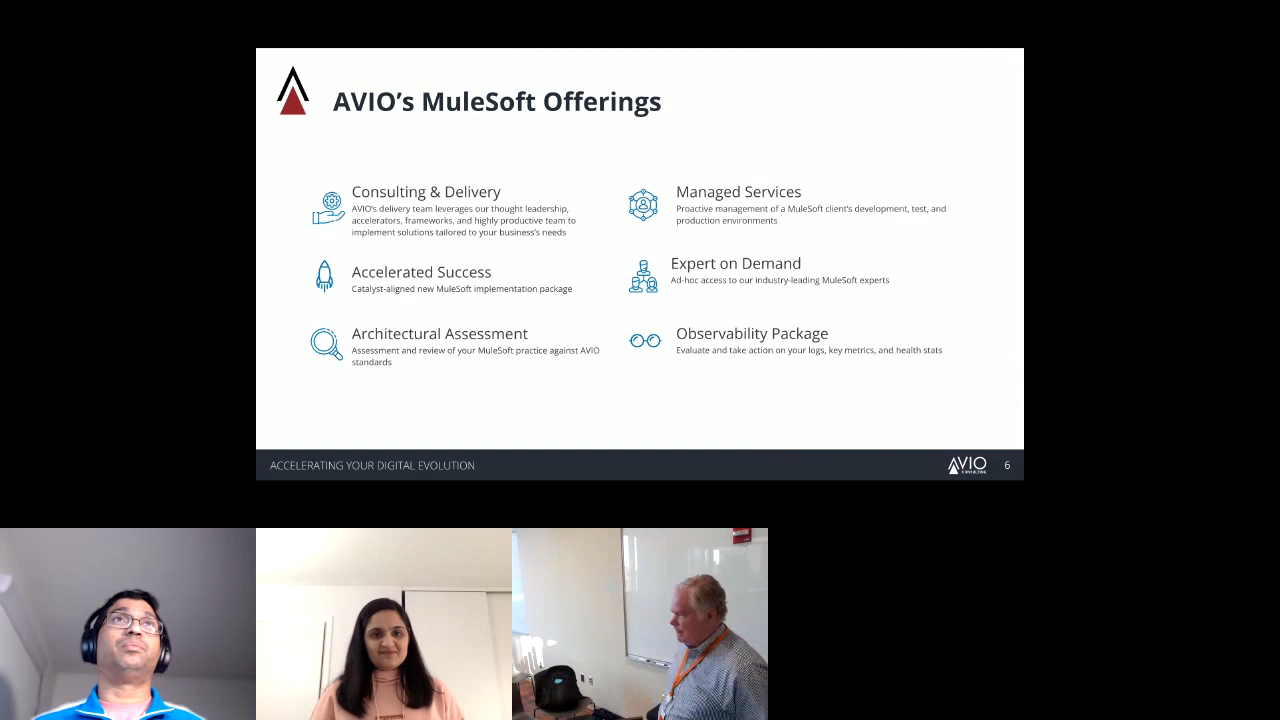 AVIO's MuleSoft Offerings
Consulting & Delivery
AVIO's delivery team leverages our thought leadership,
accelerators, frameworks, and highly productive team to
implement solutions tailored to your business's needs
Accelerated Success
Catalyst-aligned new MuleSoft implementation package
Architectural Assessment
Assessment and review of your MuleSoft practice against AVIO
standards
Managed Services
Proactive management of a MuleSoft client's development, test, and
production environments
Expert on Demand
Ad-hoc access to our industry-leading MuleSoft experts
Observability Package
Evaluate and take action on your logs, key metrics, and health stats
ACCELERATING YOUR DIGITAL EVOLUTION
AVIO
CONSULTING
6